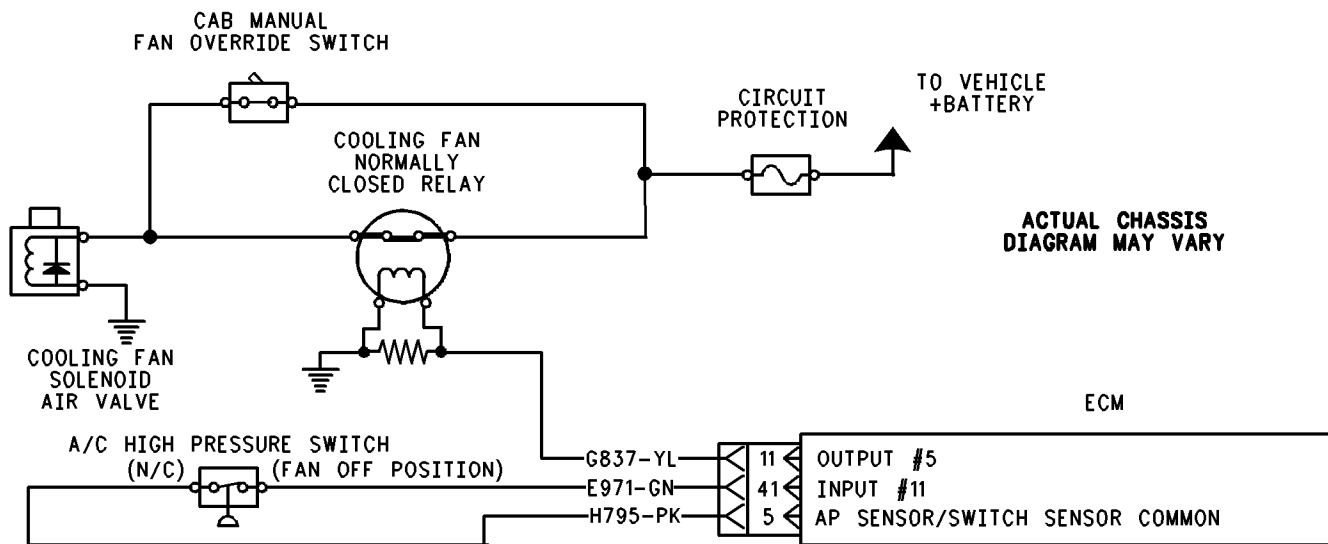 CAB MANUAL
FAN OVERRIDE SWITCH
TO VEHICLE
+BATTERY
CIRCUIT
PROTECTION
COOLING FAN
NORMALLY
CLOSED RELAY
ACTUAL CHASSIS
DIAGRAM MAY VARY
COOLING FAN
SOLENOID
AIR VALVE
ECM
A/C HIGH PRESSURE SWITCH
(N/C) (FAN OFF POSITION)
G837-YL 11 OUTPUT #5
E971-GN 41 INPUT #11
H795-PK 5 AP SENSOR/SWITCH SENSOR COMMON